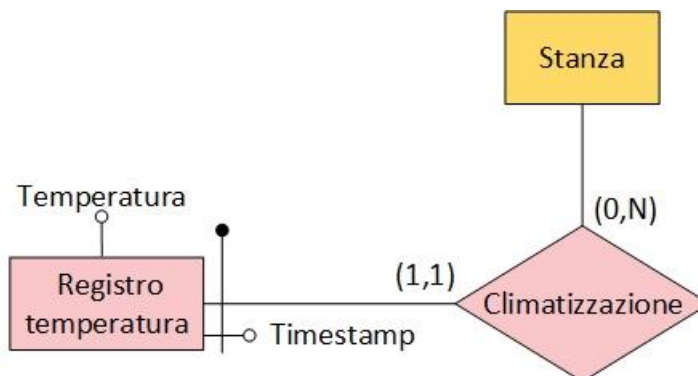 Stanza
Temperatura
(0,N)
Registro
temperatura
(1,1)
Climatizzazione
Timestamp